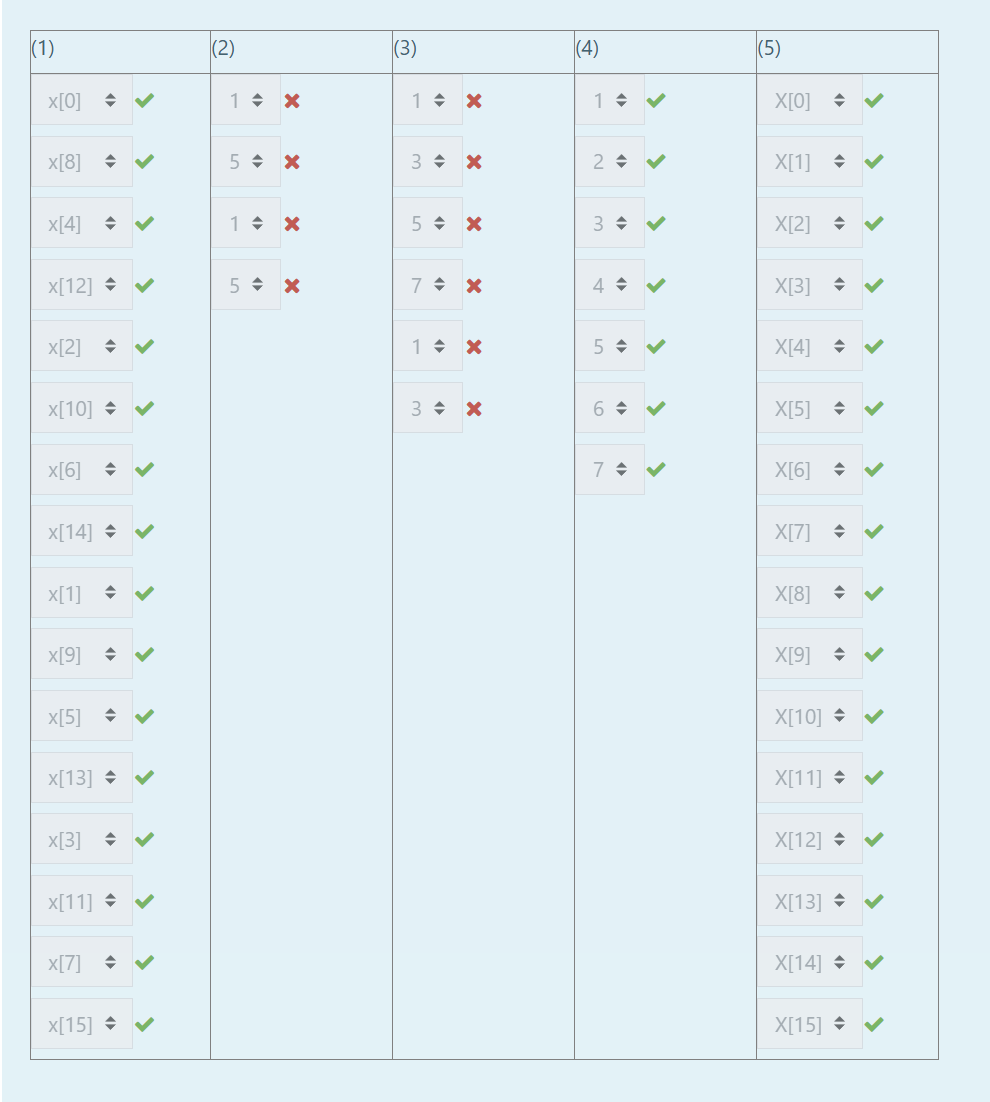 (1) (2) (3) (4) (5)
x[0] 1 1 1 X[0]
x[8] 5 3 2 X[1]
x[4] 1 5 3 X[2]
x[12] 5 7 4 X[3]
x[2] 1 5 X[4]
x[10] 3 6 X[5]
x[6] 7 X[6]
x[14] X[7]
x[1] X[8]
x[9] X[9]
x[5] X[10]
x[13] X[11]
x[3] X[12]
x[11] X[13]
x[7] X[14]
x[15] X[15]